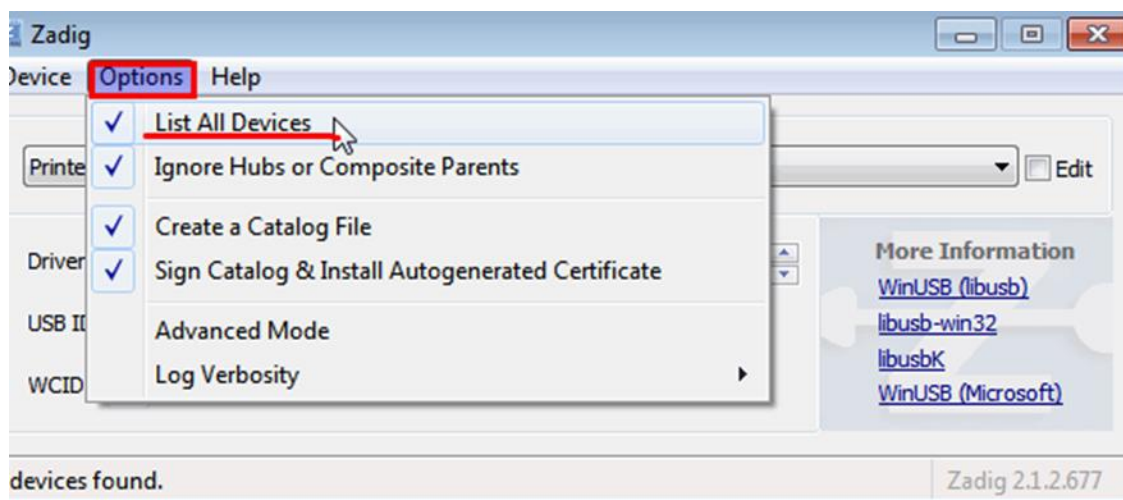 Zadig
Device Options Help
List All Devices
Ignore Hubs or Composite Parents
Create a Catalog File
Sign Catalog & Install Autogenerated Certificate
Advanced Mode
Log Verbosity
Printe
Edit
Driver
USB ID
WCID
More Information
WinUSB (libusb)
libusb-win32
libusbK
WinUSB (Microsoft)
devices found.
Zadig 2.1.2.677